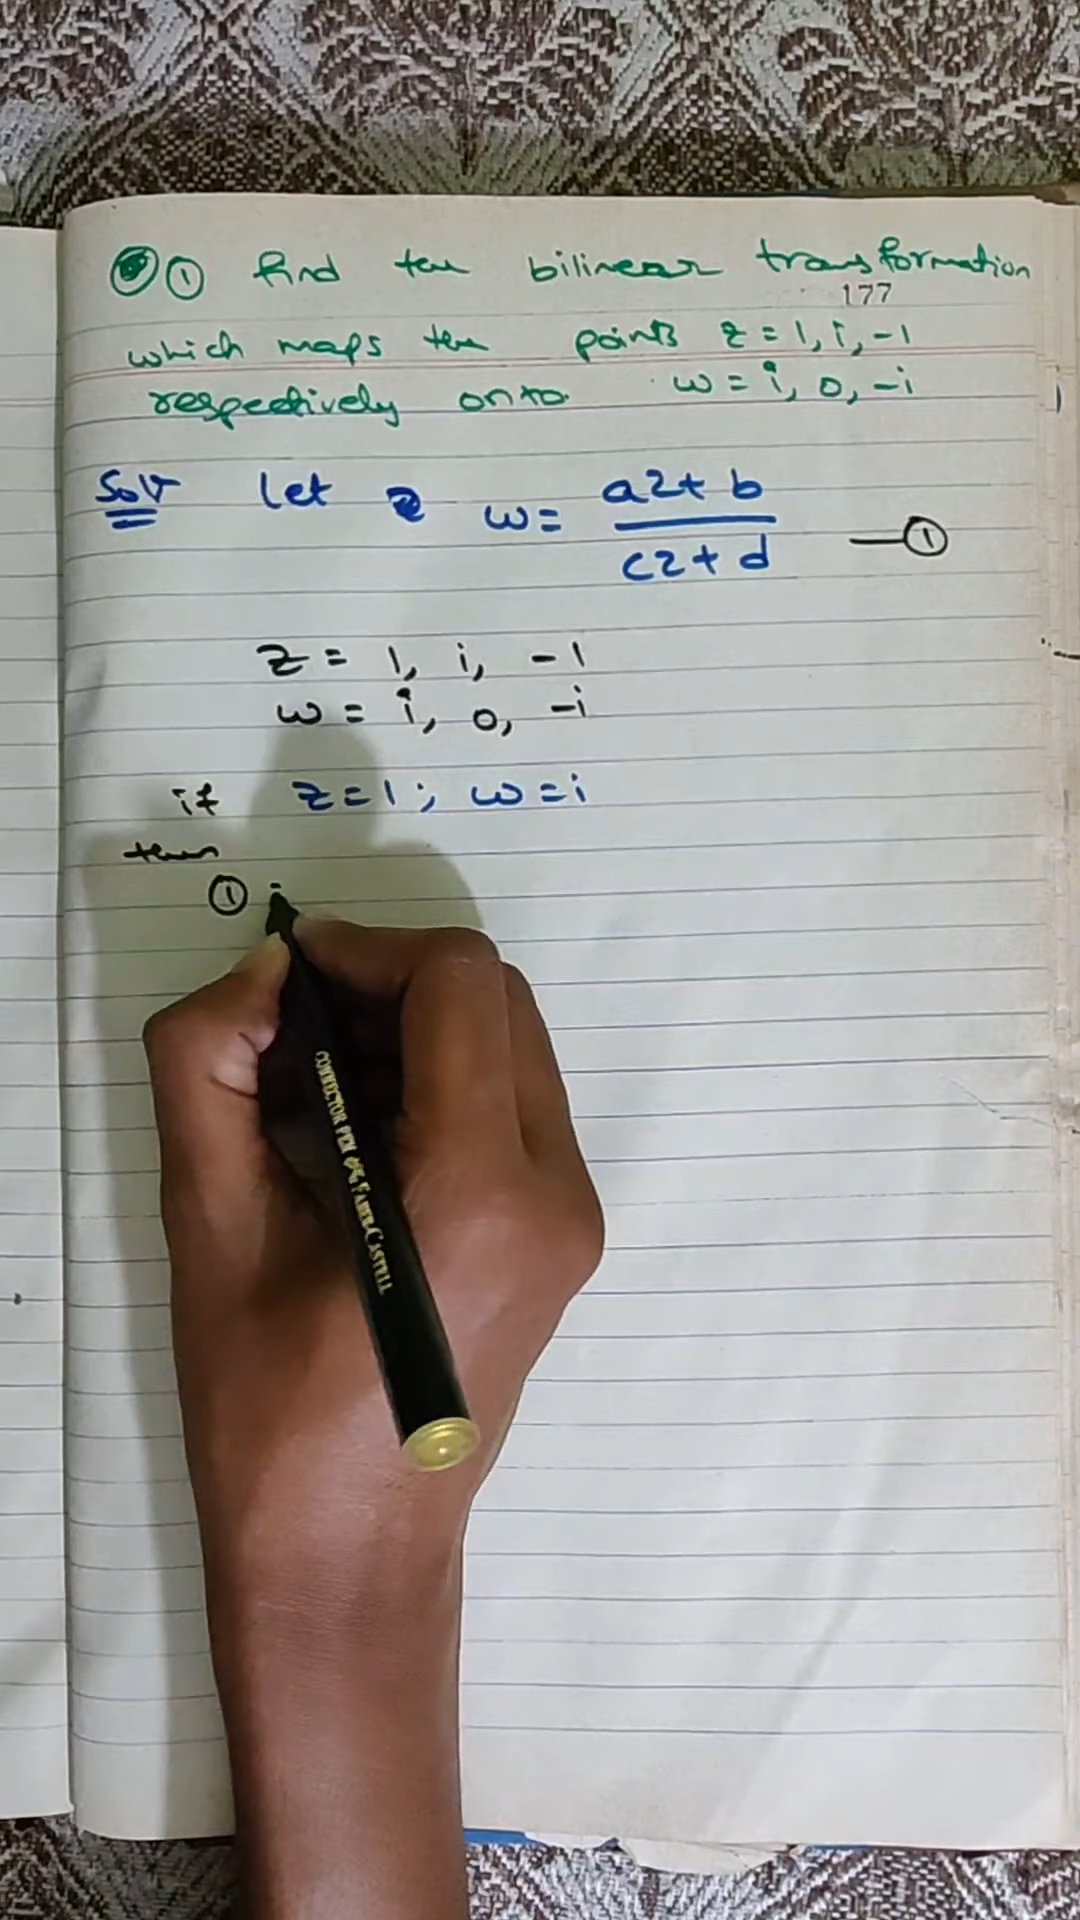 ① find the bilinear transformation
177
which maps the points z = 1, i, -1
respectively onto w = i, 0, -i
Solⁿ Let w = az + b / cz + d — ①
z = 1, i, -1
w = i, 0, -i
if z = 1 ; w = i
then
①
CONNECTOR PEN FABER-CASTELL